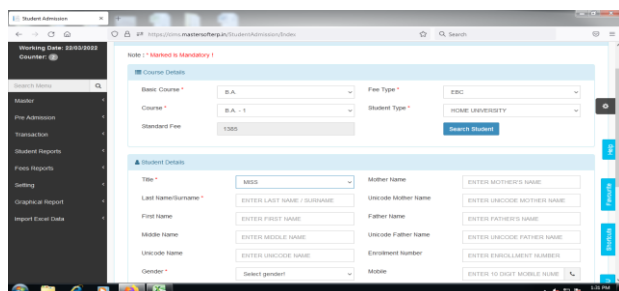 Student Admission
https://cims.mastersofterp.in/StudentAdmission/Index
Search
Working Date: 22/03/2022
Counter: 2
Note : * Marked Is Mandatory !
Search Menu
Master
Pre Admission
Transaction
Student Reports
Fees Reports
Setting
Graphical Report
Import Excel Data
Course Details
Basic Course * B.A. Fee Type * EBC
Course * B.A. - 1 Student Type * HOME UNIVERSITY
Standard Fee 1385 Search Student
Student Details
Title * MISS Mother Name ENTER MOTHER'S NAME
Last Name/Surname * ENTER LAST NAME / SURNAME Unicode Mother Name ENTER UNICODE MOTHER NAME
First Name ENTER FIRST NAME Father Name ENTER FATHER'S NAME
Middle Name ENTER MIDDLE NAME Unicode Father Name ENTER UNICODE FATHER NAME
Unicode Name ENTER UNICODE NAME Enrollment Number ENTER ENROLLMENT NUMBER
Gender * Select gender! Mobile ENTER 10 DIGIT MOBILE NUME
Help
Favourite
Shortcuts
5:31 PM